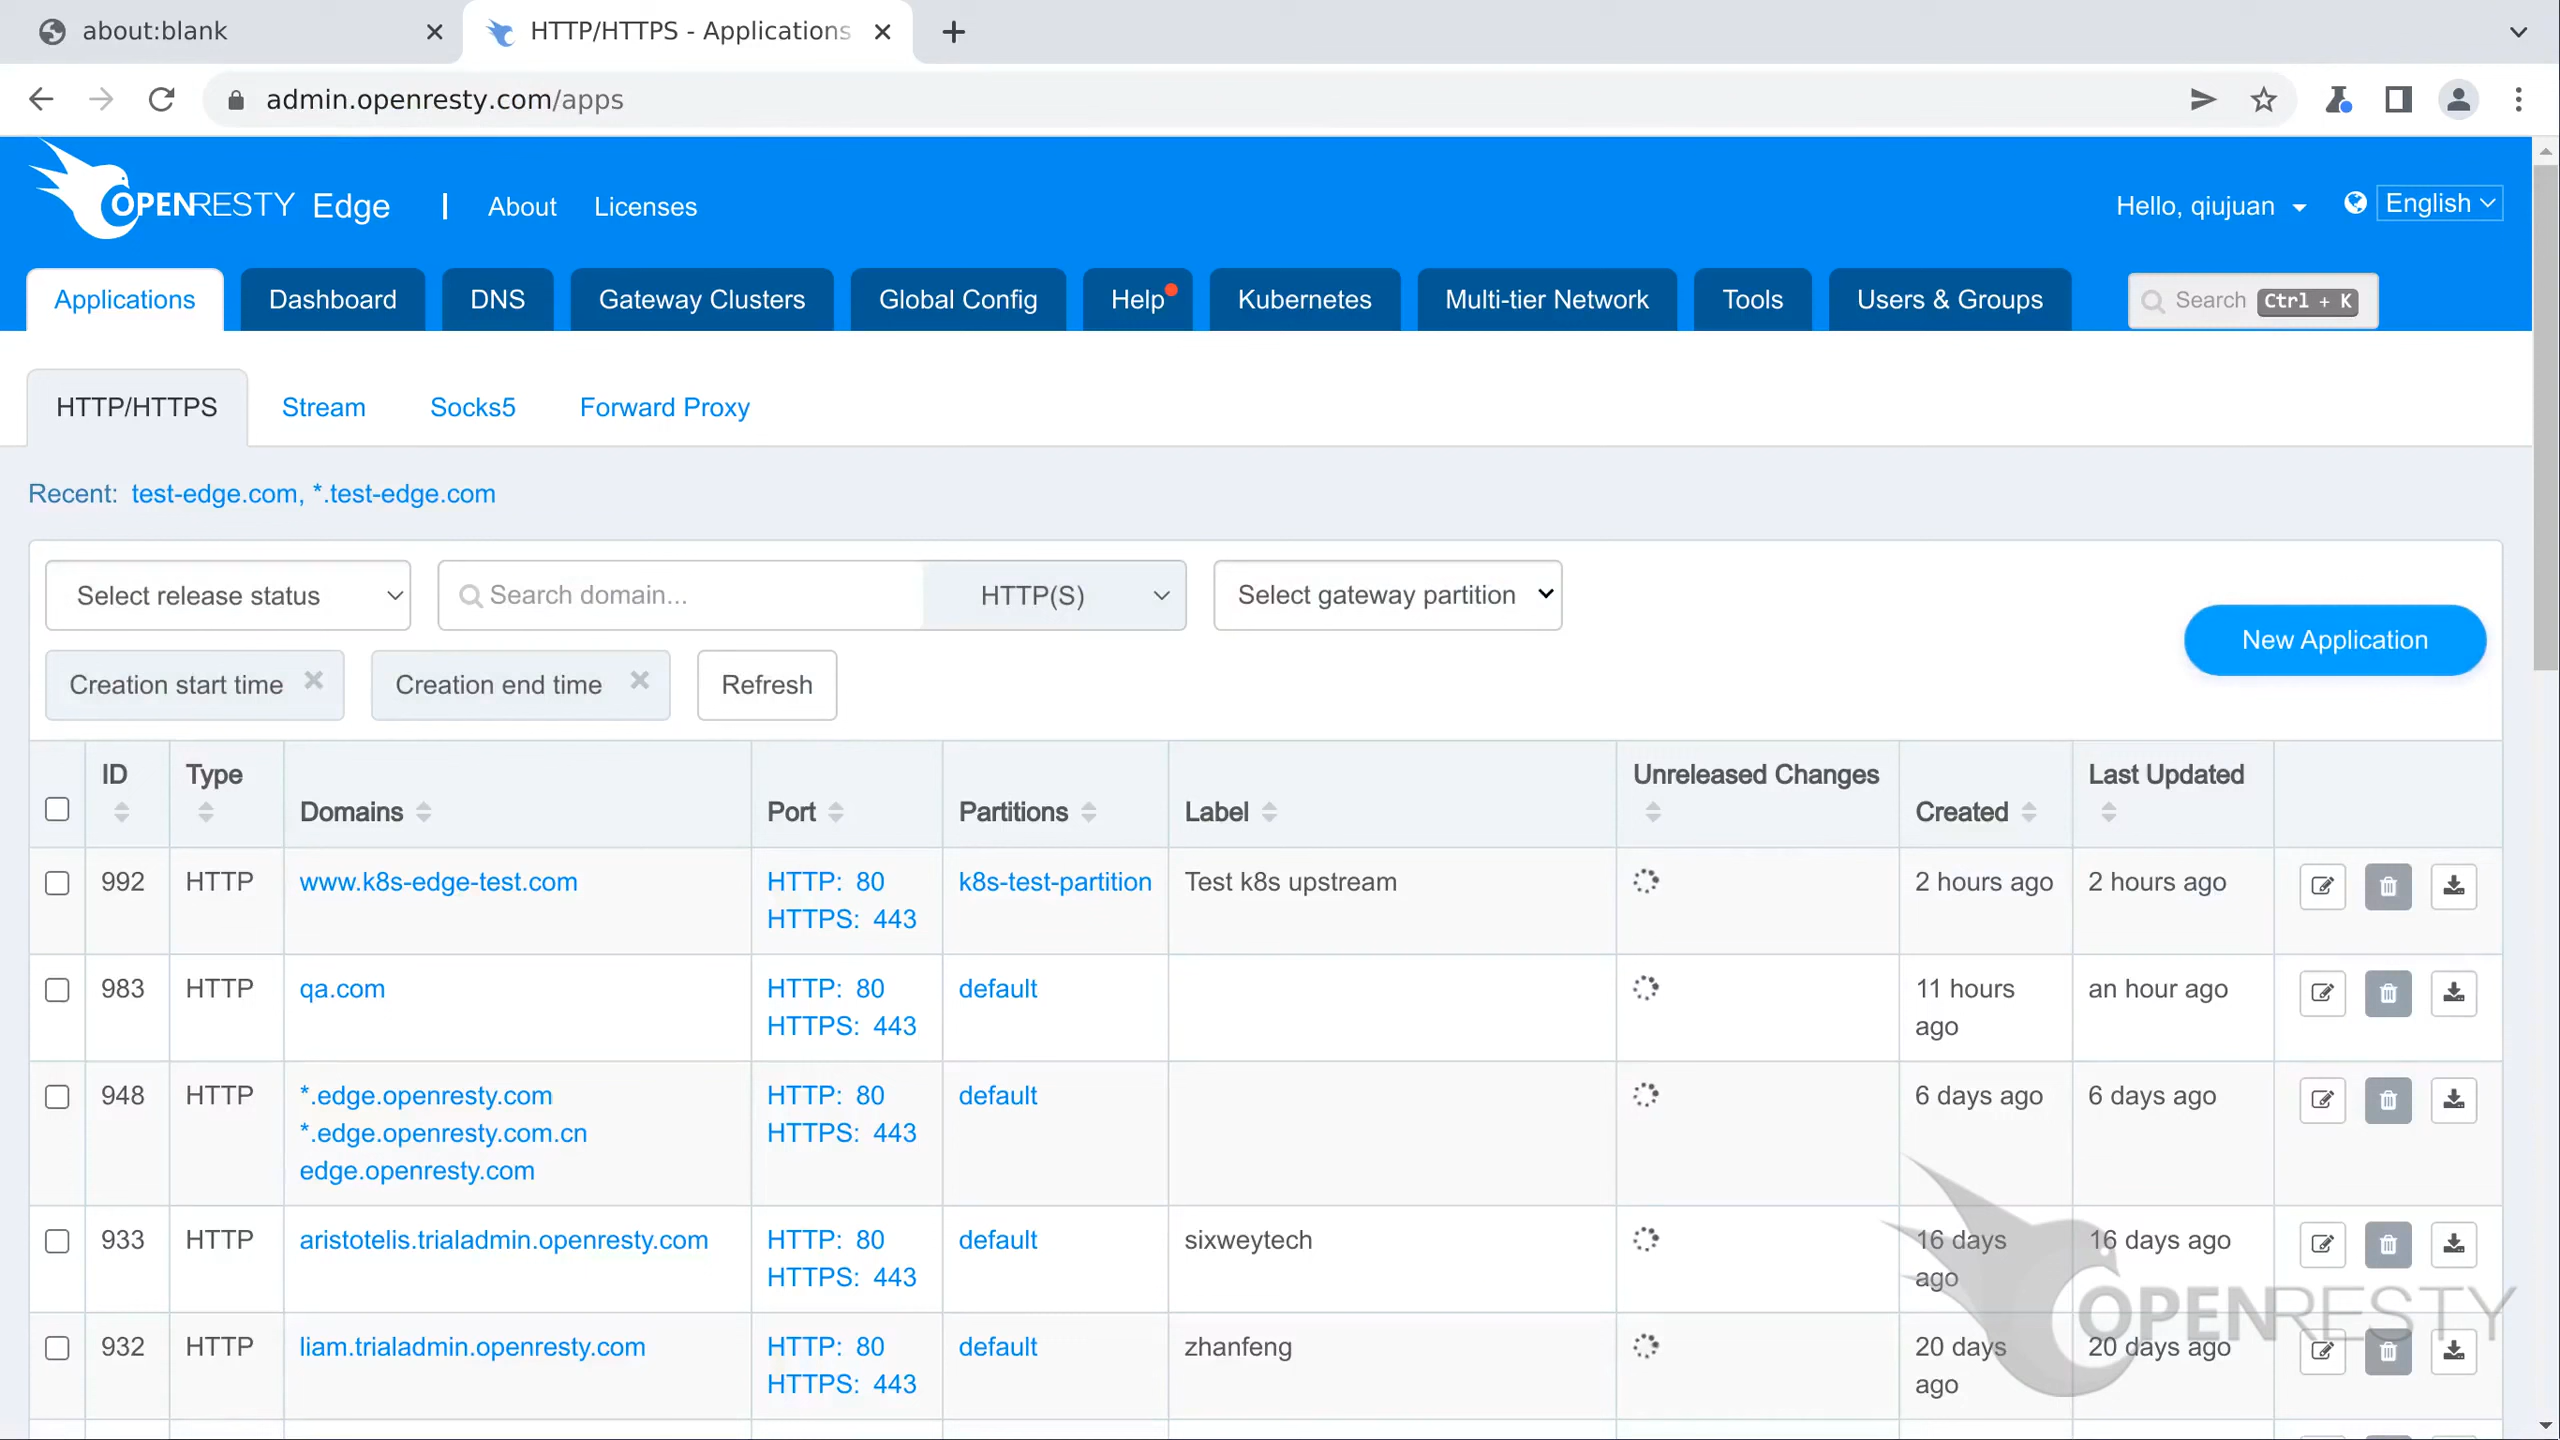 about:blank
HTTP/HTTPS - Applications
admin.openresty.com/apps
OPENRESTY Edge | About Licenses
Hello, qiujuan English
Applications Dashboard DNS Gateway Clusters Global Config Help Kubernetes Multi-tier Network Tools Users & Groups Search Ctrl + K
HTTP/HTTPS Stream Socks5 Forward Proxy
Recent: test-edge.com, *.test-edge.com
Select release status Search domain... HTTP(S) Select gateway partition
New Application
Creation start time Creation end time Refresh
ID Type Domains Port Partitions Label Unreleased Changes Created Last Updated
992 HTTP www.k8s-edge-test.com HTTP: 80 k8s-test-partition Test k8s upstream 2 hours ago 2 hours ago
HTTPS: 443
983 HTTP qa.com HTTP: 80 default 11 hours an hour ago
HTTPS: 443 ago
948 HTTP *.edge.openresty.com HTTP: 80 default 6 days ago 6 days ago
*.edge.openresty.com.cn HTTPS: 443
edge.openresty.com
933 HTTP aristotelis.trialadmin.openresty.com HTTP: 80 default sixweytech 16 days 16 days ago
HTTPS: 443 ago
OPENRESTY
932 HTTP liam.trialadmin.openresty.com HTTP: 80 default zhanfeng 20 days 20 days ago
HTTPS: 443 ago